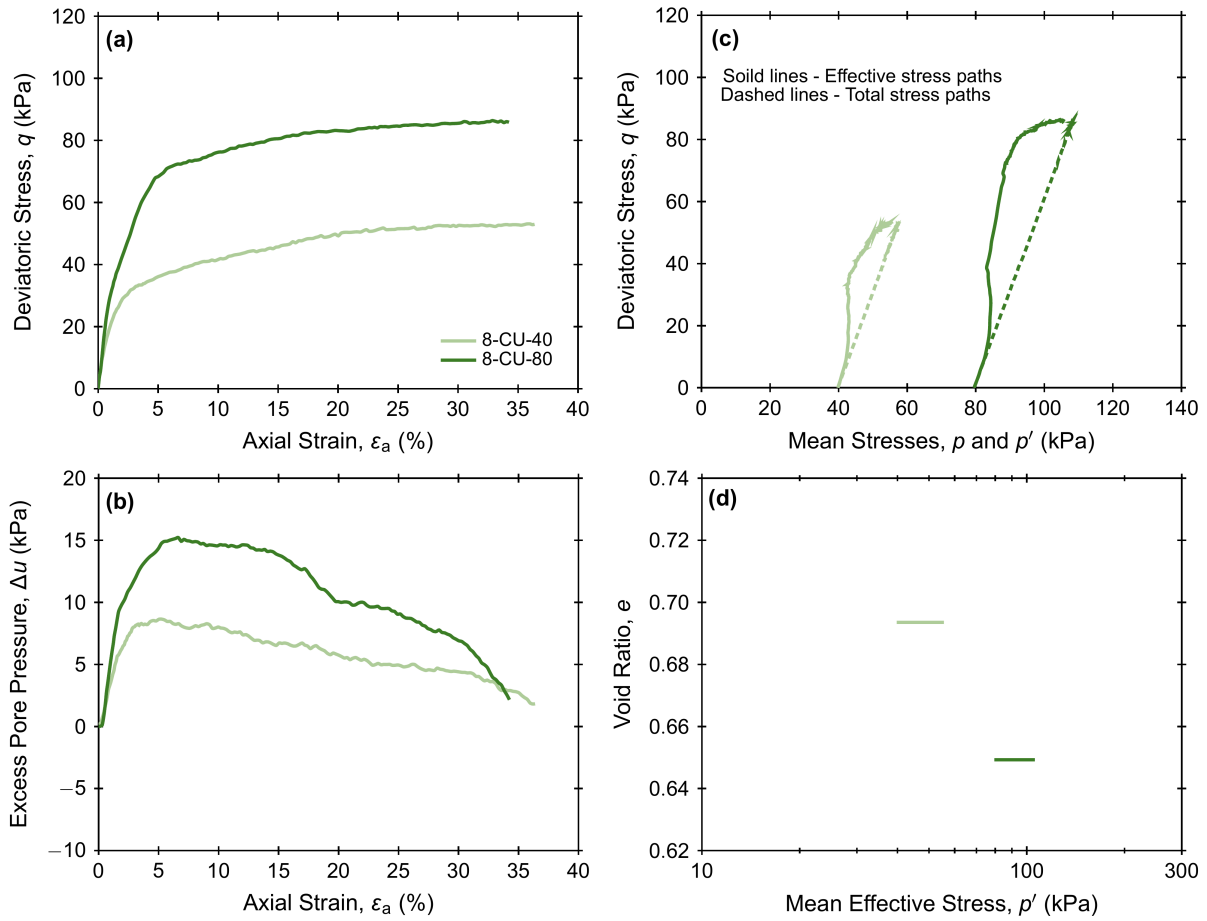 (a)
120
100
80
60
40
20
0
Deviatoric Stress, q (kPa)
8-CU-40
8-CU-80
0 5 10 15 20 25 30 35 40
Axial Strain, εa (%)
(c)
120
100
80
60
40
20
0
Deviatoric Stress, q (kPa)
Soild lines - Effective stress paths
Dashed lines - Total stress paths
0 20 40 60 80 100 120 140
Mean Stresses, p and p′ (kPa)
(b)
20
15
10
5
0
−5
−10
Excess Pore Pressure, Δu (kPa)
0 5 10 15 20 25 30 35 40
Axial Strain, εa (%)
(d)
0.74
0.72
0.70
0.68
0.66
0.64
0.62
Void Ratio, e
10 100 300
Mean Effective Stress, p′ (kPa)